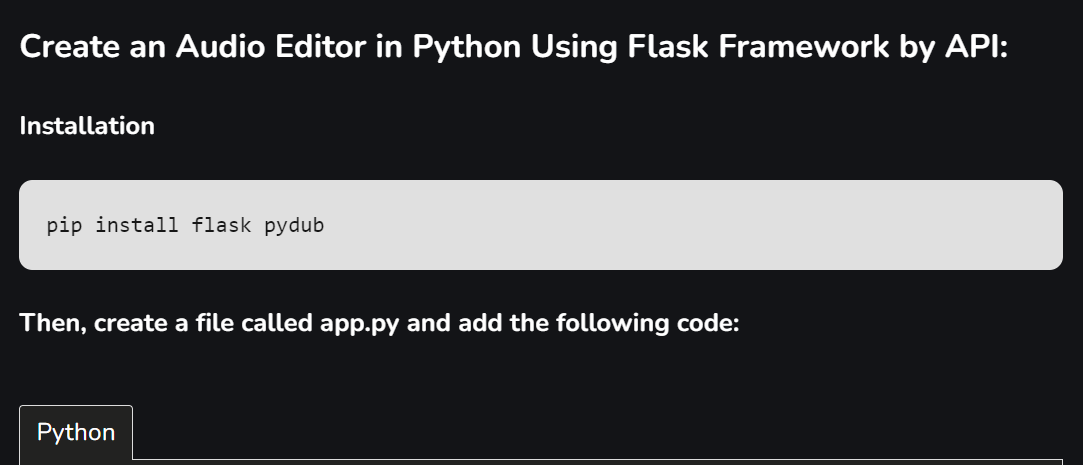 Create an Audio Editor in Python Using Flask Framework by API:
Installation
pip install flask pydub
Then, create a file called app.py and add the following code:
Python